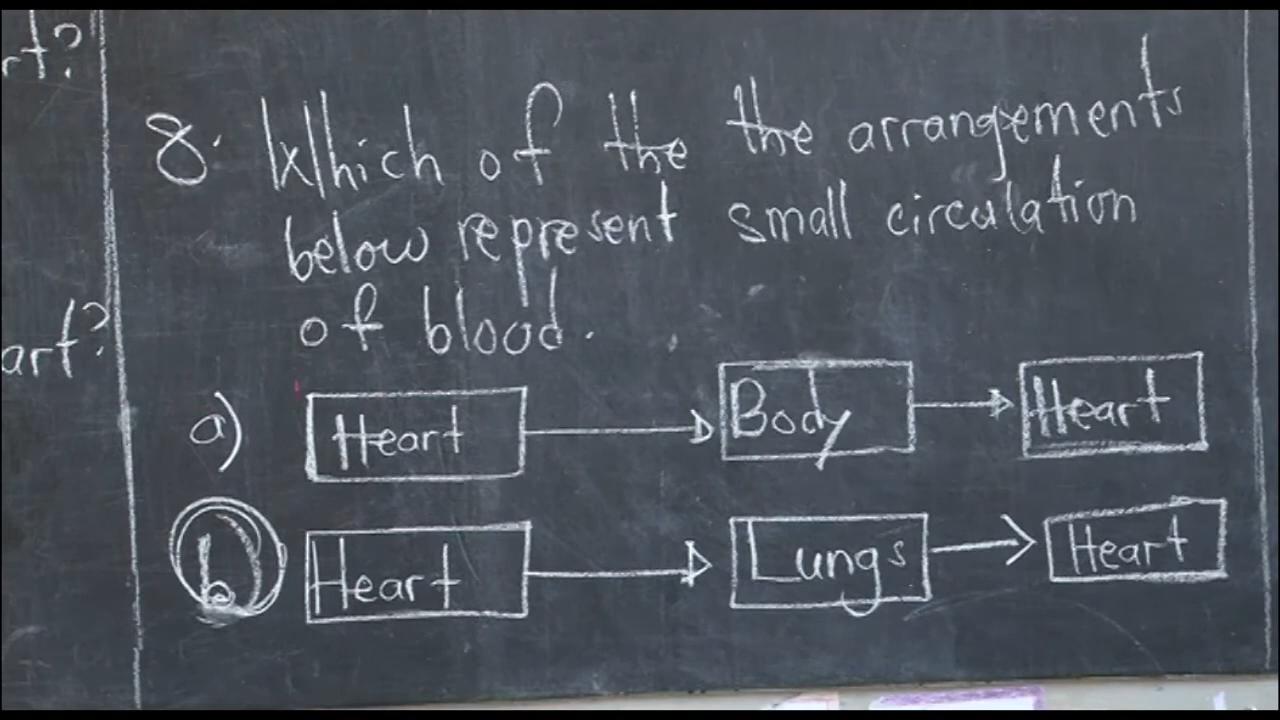 rt?
8. Which of the the arrangements
below represent small circulation
of blood.
art?
a) Heart Body Heart
b) Heart Lungs Heart